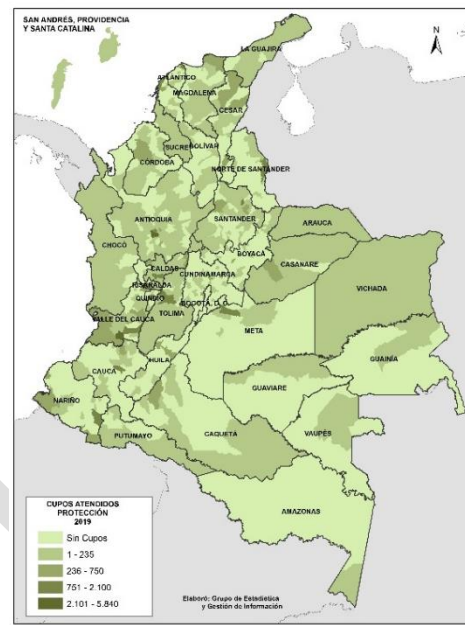 SAN ANDRÉS, PROVIDENCIA
Y SANTA CATALINA
N
LA GUAJIRA
ATLÁNTICO
MAGDALENA
CESAR
SUCRE
BOLÍVAR
CÓRDOBA
NORTE DE SANTANDER
ANTIOQUIA
SANTANDER
ARAUCA
CHOCÓ
BOYACÁ
CASANARE
CALDAS
CUNDINAMARCA
RISARALDA
VICHADA
QUINDÍO
BOGOTÁ, D. C.
VALLE DEL CAUCA
TOLIMA
META
GUAINÍA
HUILA
CAUCA
GUAVIARE
NARIÑO
VAUPÉS
PUTUMAYO
CAQUETÁ
AMAZONAS
CUPOS ATENDIDOS
PROTECCIÓN
2019
Sin Cupos
1 - 235
236 - 750
751 - 2.100
2.101 - 5.840
Elaboró: Grupo de Estadística
y Gestión de Información